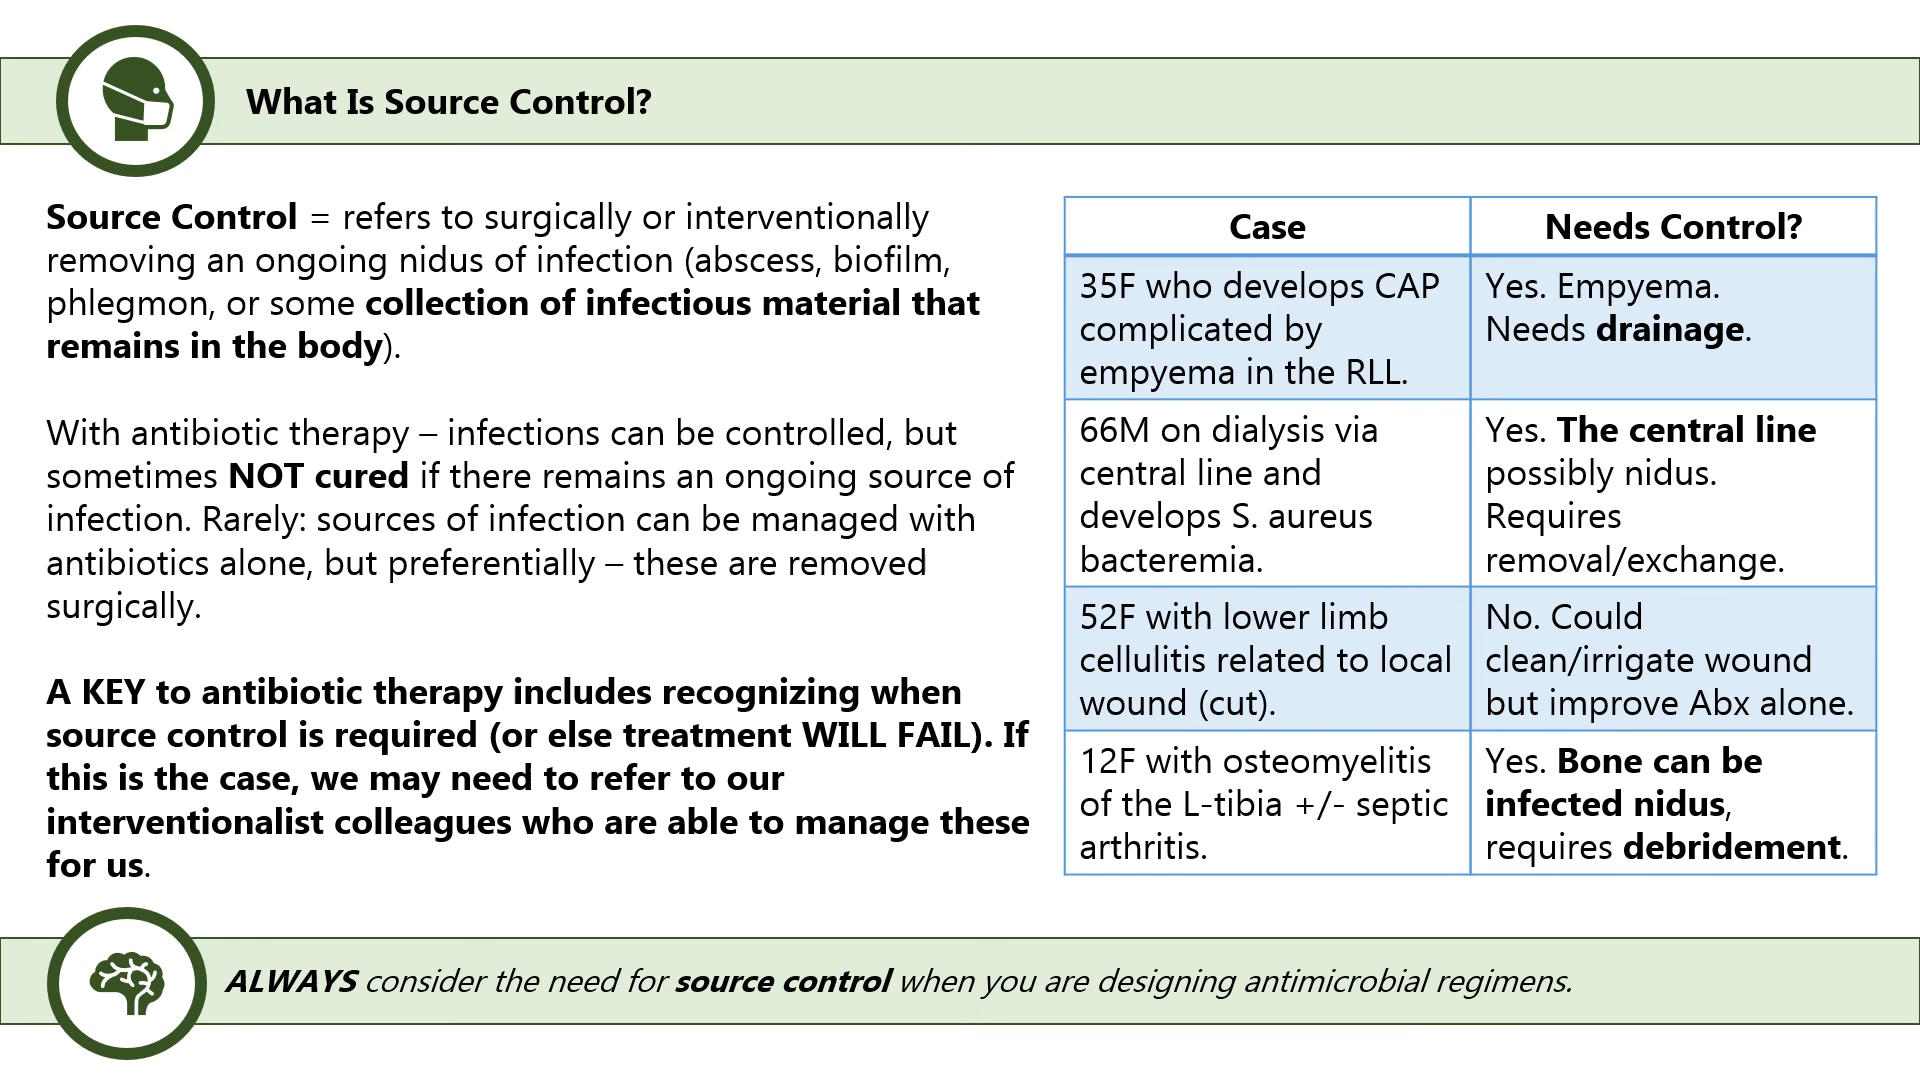 What Is Source Control?
Source Control = refers to surgically or interventionally
removing an ongoing nidus of infection (abscess, biofilm,
phlegmon, or some collection of infectious material that
remains in the body).
With antibiotic therapy – infections can be controlled, but
sometimes NOT cured if there remains an ongoing source of
infection. Rarely: sources of infection can be managed with
antibiotics alone, but preferentially – these are removed
surgically.
A KEY to antibiotic therapy includes recognizing when
source control is required (or else treatment WILL FAIL). If
this is the case, we may need to refer to our
interventionalist colleagues who are able to manage these
for us.
Case
Needs Control?
35F who develops CAP
complicated by
empyema in the RLL.
Yes. Empyema.
Needs drainage.
66M on dialysis via
central line and
develops S. aureus
bacteremia.
Yes. The central line
possibly nidus.
Requires
removal/exchange.
52F with lower limb
cellulitis related to local
wound (cut).
No. Could
clean/irrigate wound
but improve Abx alone.
12F with osteomyelitis
of the L-tibia +/- septic
arthritis.
Yes. Bone can be
infected nidus,
requires debridement.
ALWAYS consider the need for source control when you are designing antimicrobial regimens.